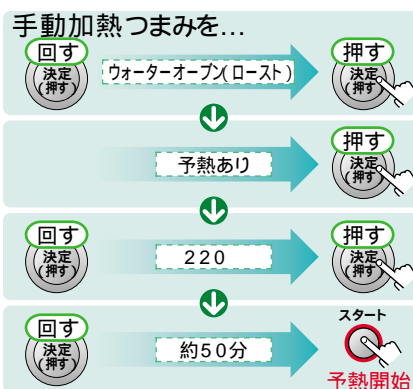 手動加熱つまみを…
回す
決定
(押す)
ウォーターオーブン(ロースト)
押す
決定
(押す)
予熱あり
押す
決定
(押す)
回す
決定
(押す)
220
押す
決定
(押す)
回す
決定
(押す)
約50分
スタート
予熱開始